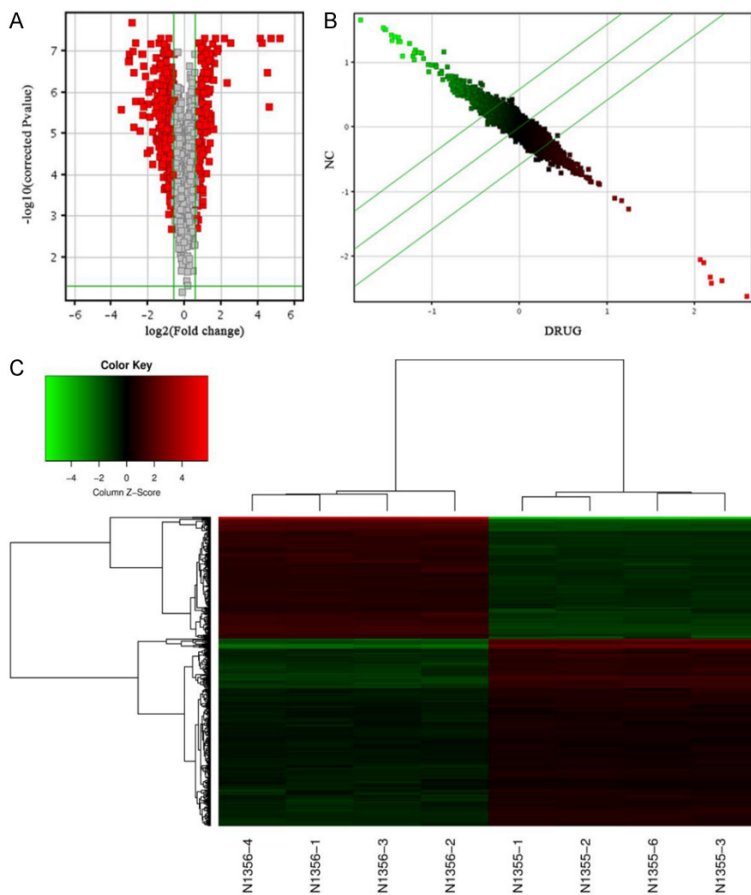 A
-log10(corrected Pvalue)
7
6
5
4
3
2
-6 -4 -2 0 2 4 6
log2(Fold change)
B
NC
1
0
-1
-2
-1 0 1 2
DRUG
C
Color Key
-4 -2 0 2 4
Column Z-Score
N1356-4
N1356-1
N1356-3
N1356-2
N1355-1
N1355-2
N1355-6
N1355-3